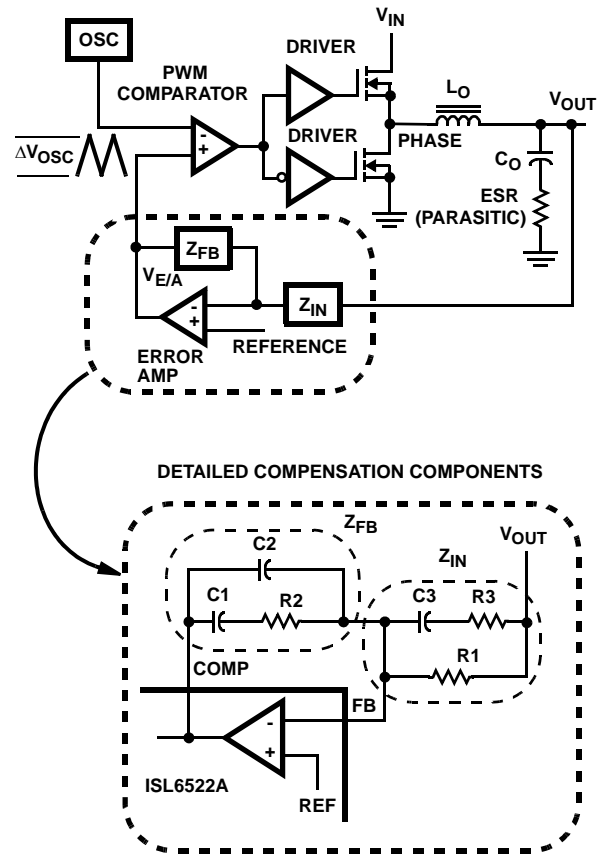 OSC
PWM
COMPARATOR
DRIVER
V_IN
DRIVER
L_O
V_OUT
PHASE
C_O
ESR
(PARASITIC)
ΔV_OSC
-
+
Z_FB
V_E/A
-
+
Z_IN
REFERENCE
ERROR
AMP
DETAILED COMPENSATION COMPONENTS
Z_FB
C2
C1
R2
Z_IN
V_OUT
C3
R3
R1
COMP
FB
-
+
ISL6522A
REF